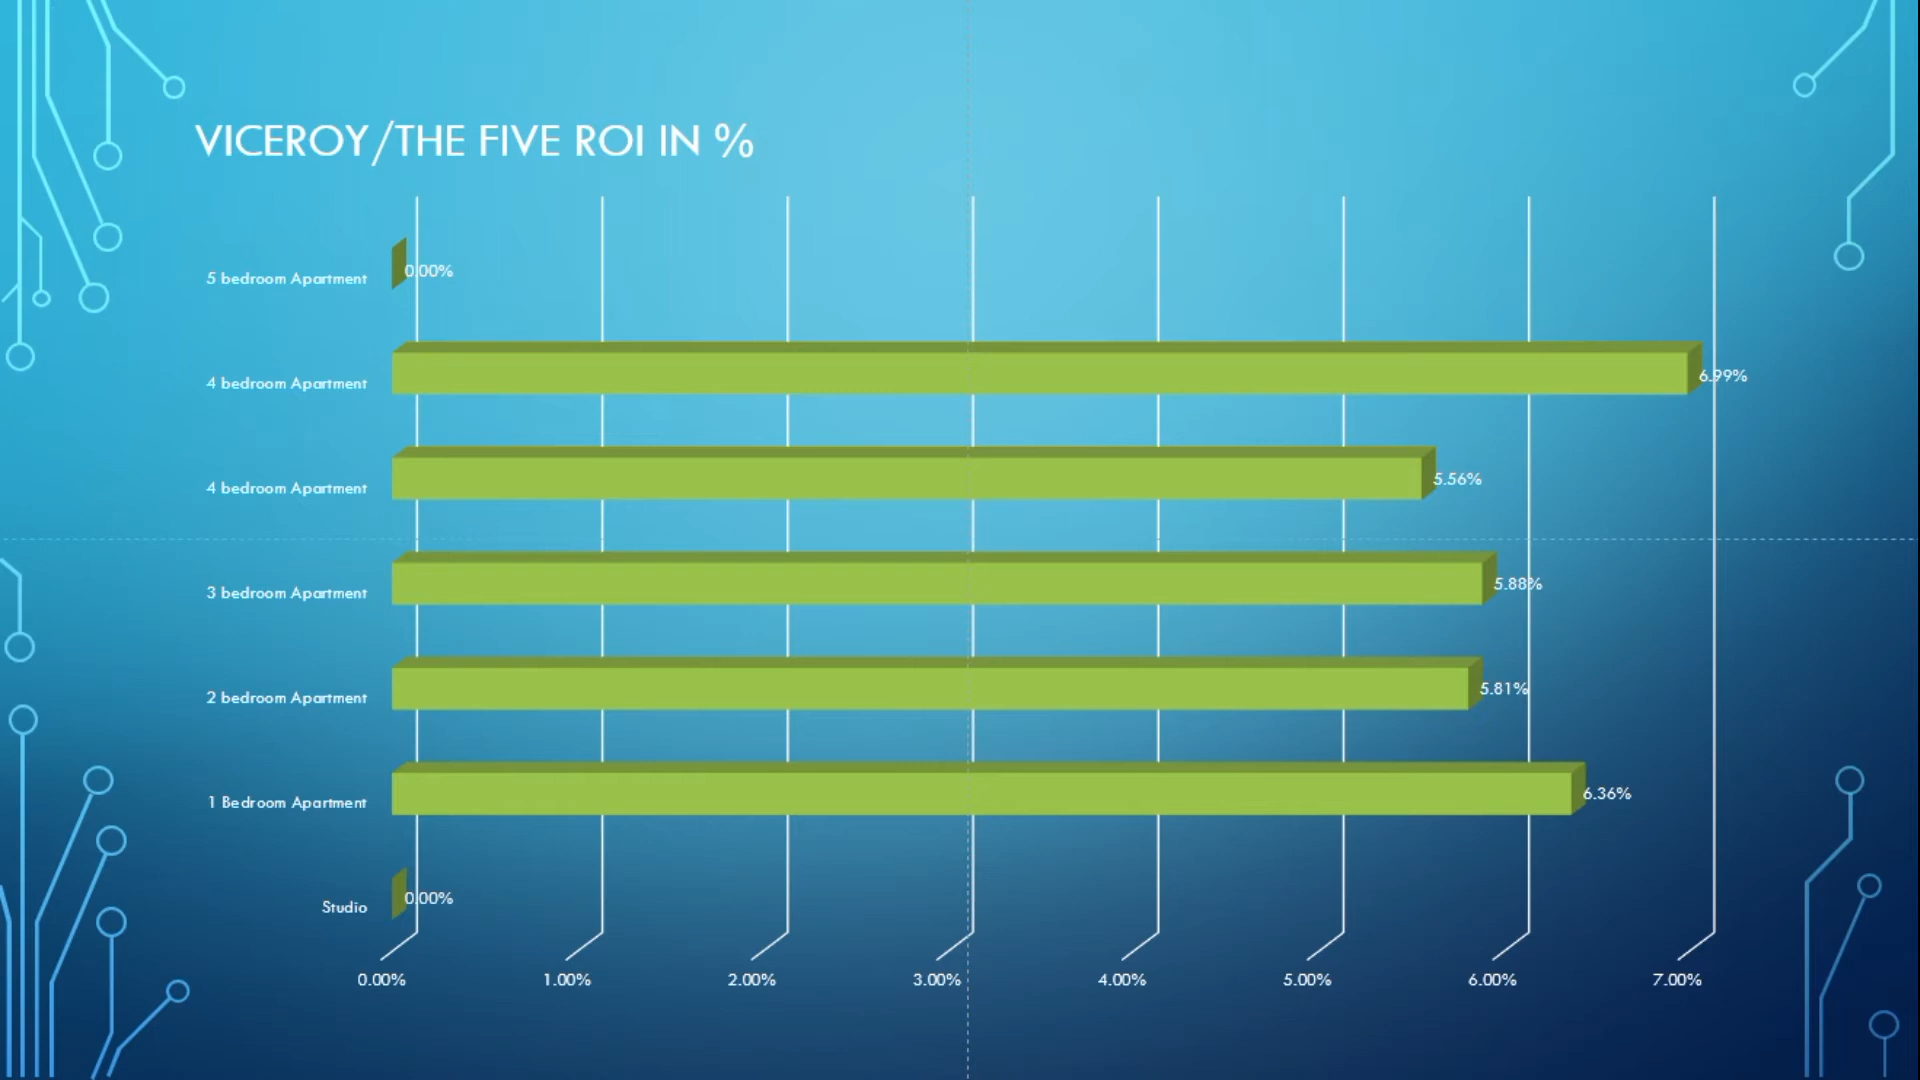 VICEROY/THE FIVE ROI IN %
5 bedroom Apartment 0.00%
4 bedroom Apartment 6.99%
4 bedroom Apartment 5.56%
3 bedroom Apartment 5.88%
2 bedroom Apartment 5.81%
1 Bedroom Apartment 6.36%
Studio 0.00%
0.00% 1.00% 2.00% 3.00% 4.00% 5.00% 6.00% 7.00%